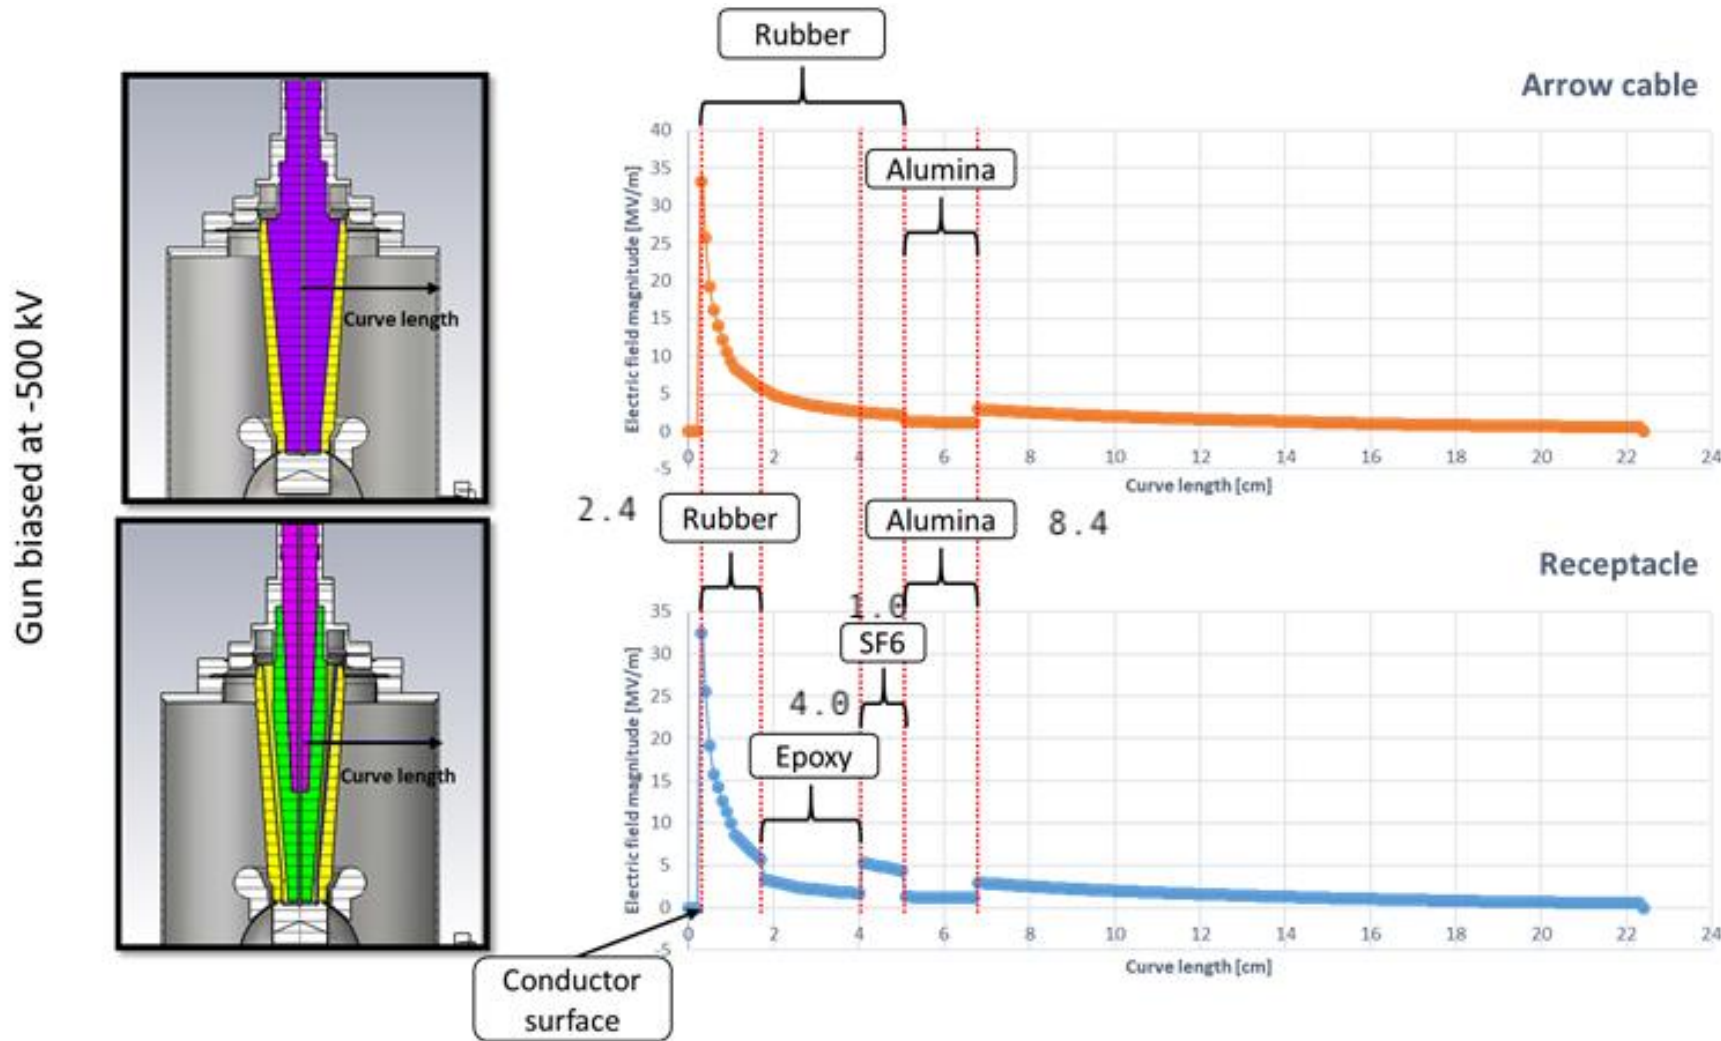 Gun biased at -500 kV
Curve length
Curve length
Rubber
Arrow cable
Alumina
Electric field magnitude [MV/m]
40
35
30
25
20
15
10
5
0
-5
0 2 4 6 8 10 12 14 16 18 20 22 24
Curve length [cm]
2.4
Rubber
Alumina
8.4
Receptacle
1.0
SF6
4.0
Epoxy
Electric field magnitude [MV/m]
35
30
25
20
15
10
5
0
-5
0 2 4 6 8 10 12 14 16 18 20 22 24
Curve length [cm]
Conductor
surface